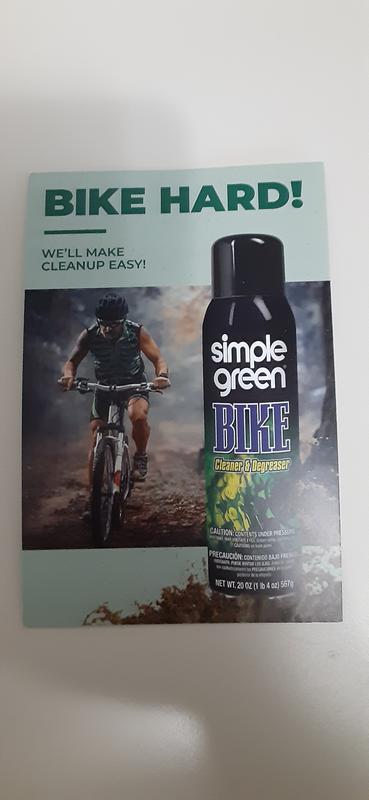 BIKE HARD!
WE'LL MAKE
CLEANUP EASY!
simple
green®
BIKE
Cleaner & Degreaser
CAUTION: CONTENTS UNDER PRESSURE
PRECAUCIÓN: CONTENIDO BAJO
NET WT. 20 OZ (1 lb 4 oz) 567g